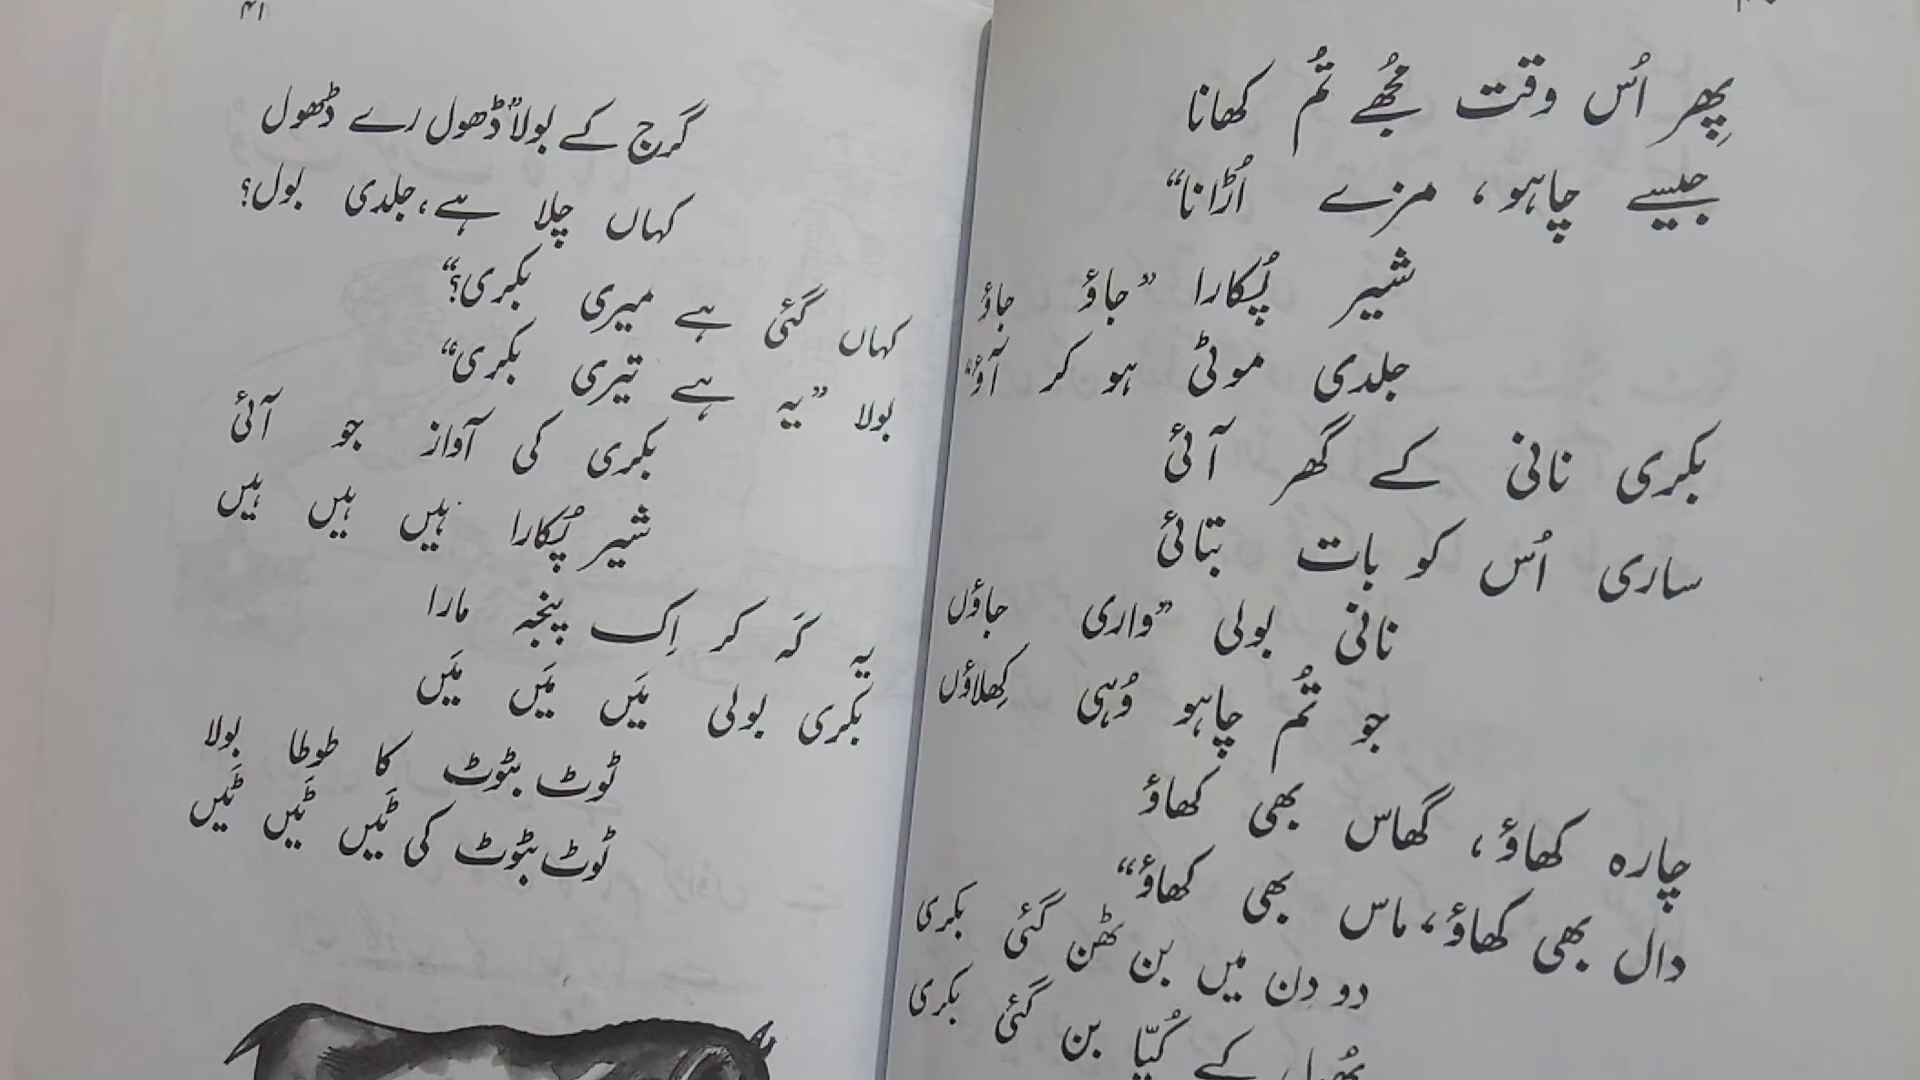 پِھر اُس وقت مُجھے تُم کھانا
جیسے چاہو، مزے اُڑانا“
شیر پُکارا ”جاؤ جاؤ
جلدی موٹی ہو کر آؤ“
بکری نانی کے گھر آئی
ساری اُس کو بات بتائی
نانی بولی ”واری جاؤں
جو تُم چاہو وُہی کِھلاؤں
چارہ کھاؤ، گھاس بھی کھاؤ
دال بھی کھاؤ، ماس بھی کھاؤ“
دو دن میں بن ٹھن گئی بکری
کے کُپّا بن گئی بکری
۴۱
گرج کے بولا ”ڈھول رے ڈھول
کہاں چلا ہے، جلدی بول؟
کہاں گئی ہے میری بکری؟“
بولا ”یہ ہے تیری بکری“
بکری کی آواز جو آئی
شیر پُکارا ہیں ہیں ہیں
یہ کَہ کر اِک پنجہ مارا
بکری بولی مَیں مَیں مَیں
ٹوٹ بٹوٹ کا طوطا بولا
ٹوٹ بٹوٹ کی ٹَیں ٹَیں ٹَیں